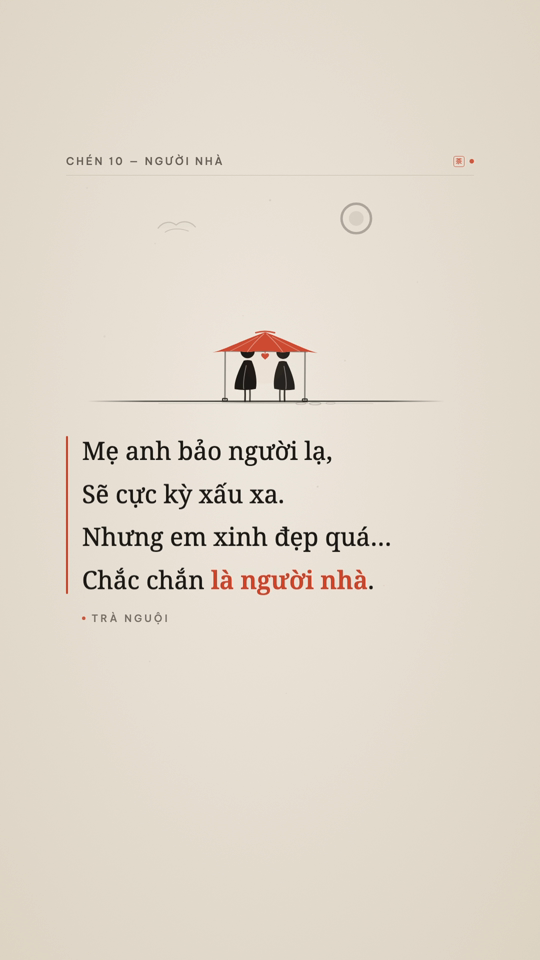 CHÉN 10 — NGƯỜI NHÀ
Mẹ anh bảo người lạ,
Sẽ cực kỳ xấu xa.
Nhưng em xinh đẹp quá...
Chắc chắn là người nhà.
• TRÀ NGUỘI